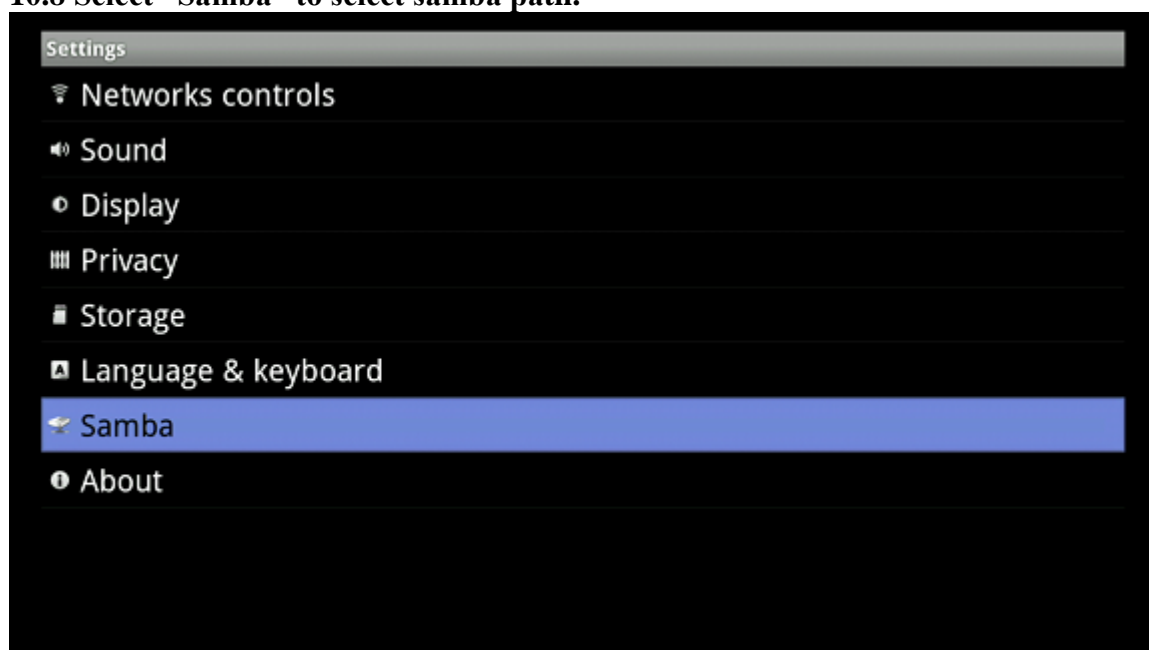 10.8 Select "Samba" to select samba path.
Settings
Networks controls
Sound
Display
Privacy
Storage
Language & keyboard
Samba
About